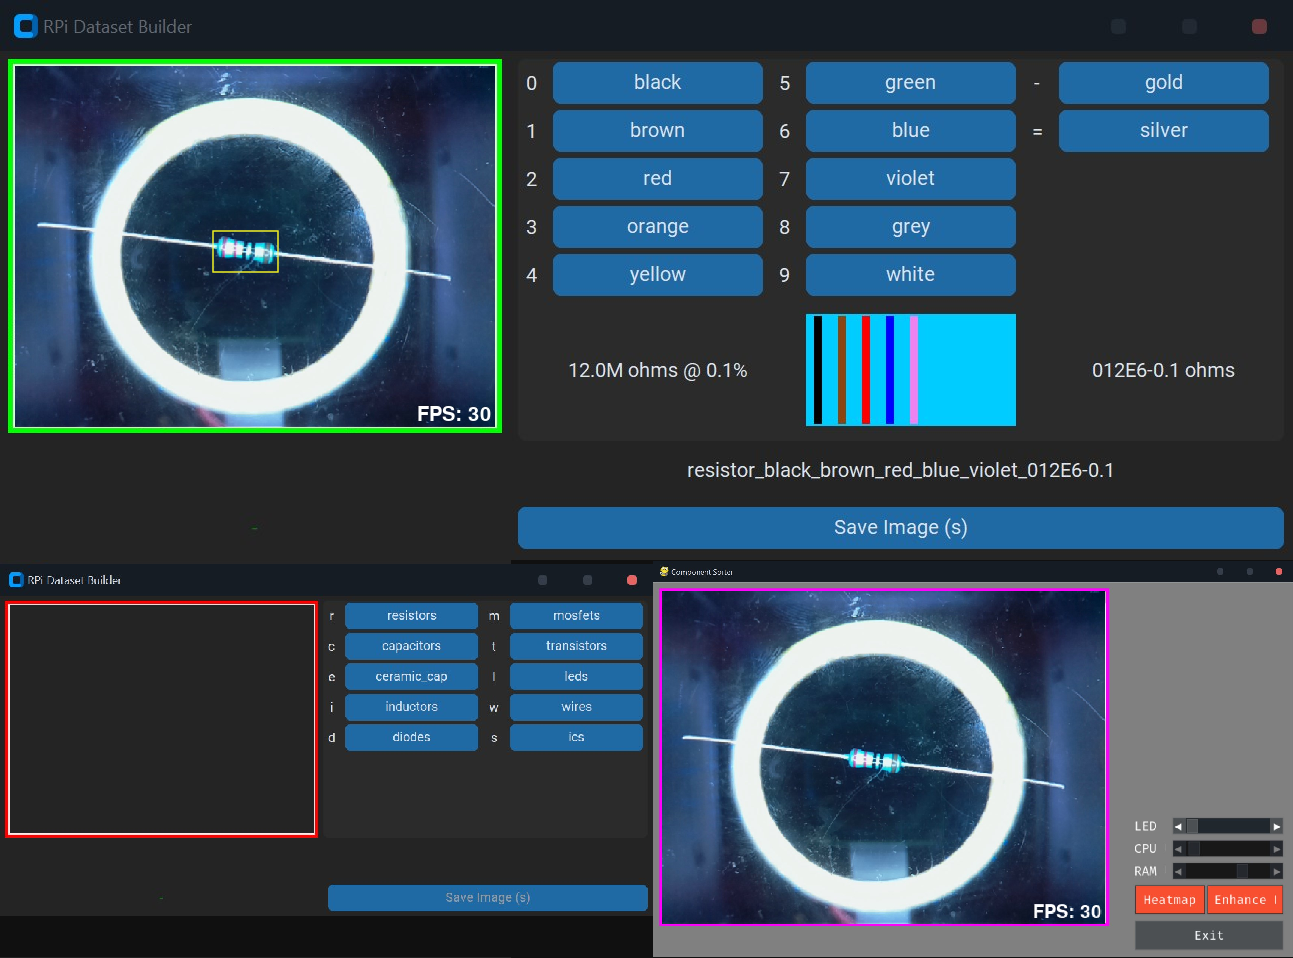 RPi Dataset Builder
0 black 5 green - gold
1 brown 6 blue = silver
2 red 7 violet
3 orange 8 grey
4 yellow 9 white
FPS: 30
12.0M ohms @ 0.1% 012E6-0.1 ohms
resistor_black_brown_red_blue_violet_012E6-0.1
Save Image (s)
RPi Dataset Builder
r resistors m mosfets
c capacitors t transistors
e ceramic_cap l leds
i inductors w wires
d diodes s ics
Save Image (s)
Component Sorter
FPS: 30
LED
CPU
RAM
Heatmap Enhance
Exit